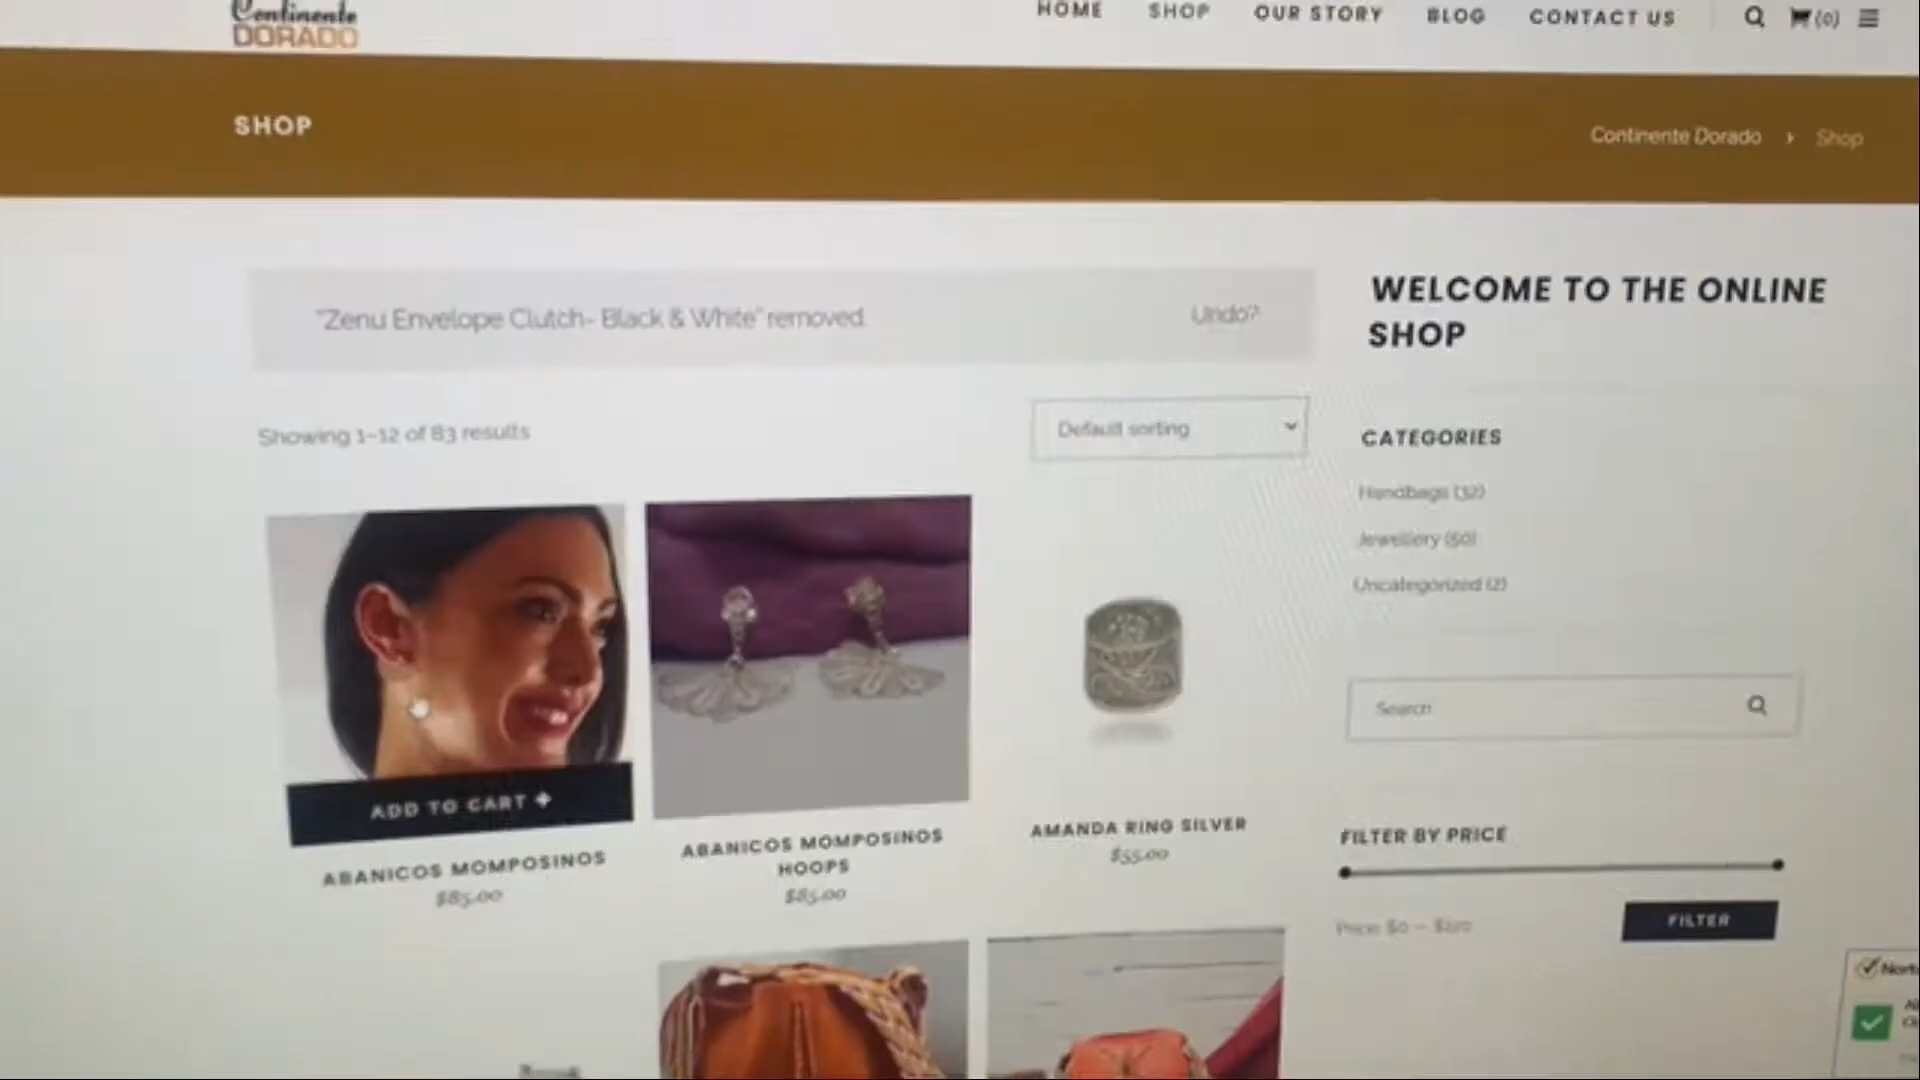 Continente
DORADO
HOME
SHOP
OUR STORY
BLOG
CONTACT US
(0)
SHOP
Continente Dorado › Shop
"Zenu Envelope Clutch- Black & White" removed.
Undo?
WELCOME TO THE ONLINE
SHOP
Showing 1–12 of 83 results
Default sorting
CATEGORIES
Handbags (32)
Jewellery (50)
Uncategorized (2)
Search
ADD TO CART +
ABANICOS MOMPOSINOS
$85.00
ABANICOS MOMPOSINOS
HOOPS
$85.00
AMANDA RING SILVER
$55.00
FILTER BY PRICE
Price: $0 —
FILTER